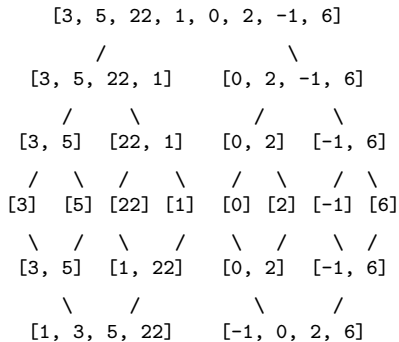 [3, 5, 22, 1, 0, 2, -1, 6]
/ \
[3, 5, 22, 1] [0, 2, -1, 6]
/ \ / \
[3, 5] [22, 1] [0, 2] [-1, 6]
/ \ / \ / \ / \
[3] [5] [22] [1] [0] [2] [-1] [6]
\ / \ / \ / \ /
[3, 5] [1, 22] [0, 2] [-1, 6]
\ / \ /
[1, 3, 5, 22] [-1, 0, 2, 6]